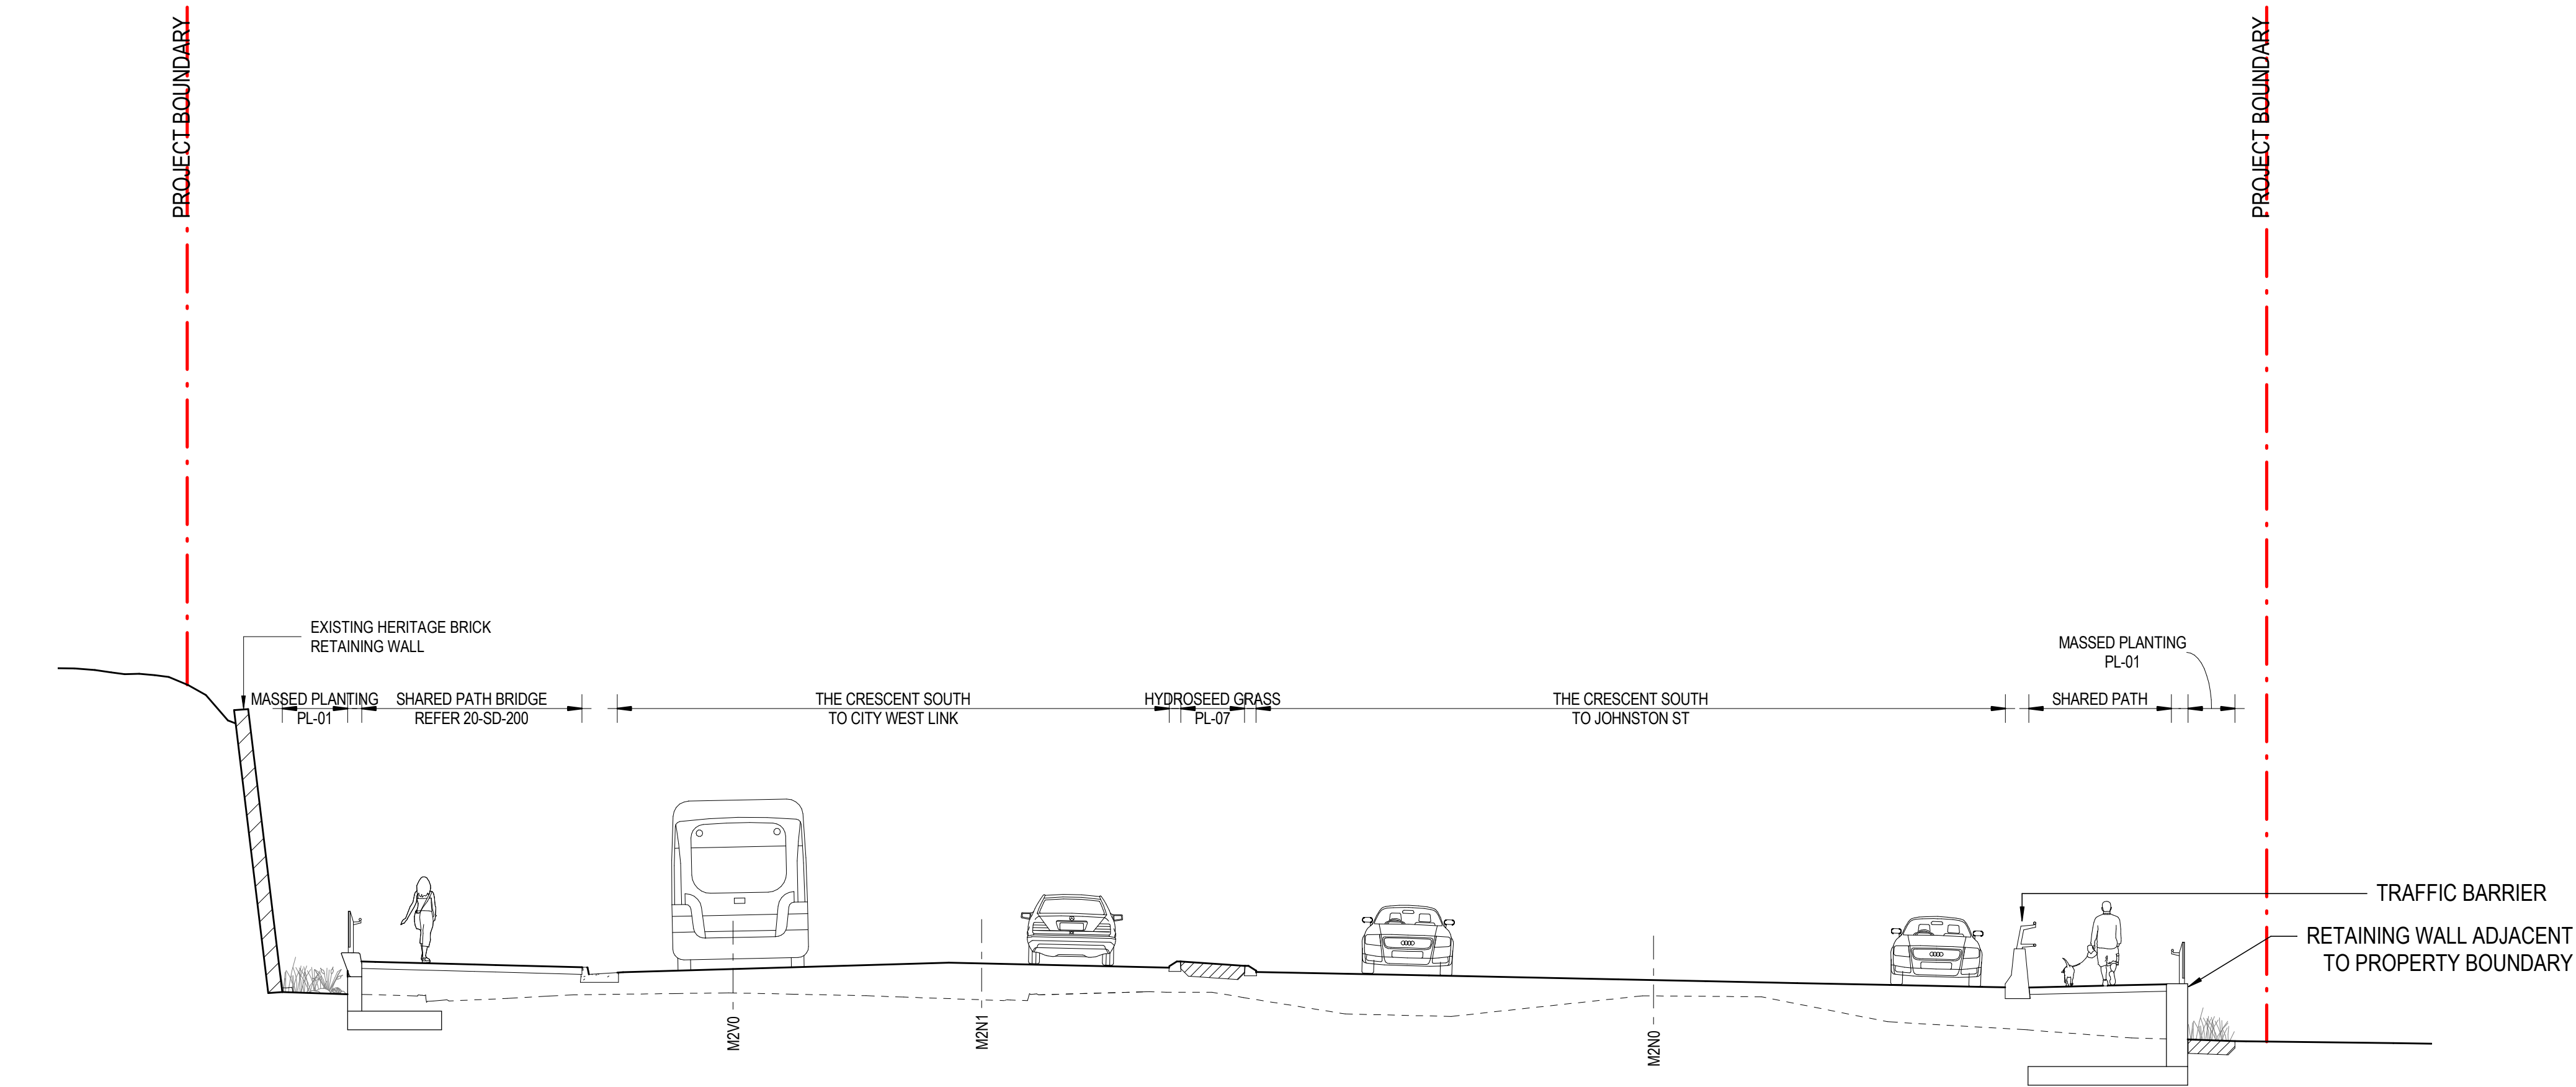 PROJECT BOUNDARY
PROJECT BOUNDARY
EXISTING HERITAGE BRICK
RETAINING WALL
MASSED PLANTING
PL-01
MASSED PLANTING
PL-01
SHARED PATH BRIDGE
REFER 20-SD-200
THE CRESCENT SOUTH
TO CITY WEST LINK
HYDROSEED GRASS
PL-07
THE CRESCENT SOUTH
TO JOHNSTON ST
SHARED PATH
TRAFFIC BARRIER
RETAINING WALL ADJACENT
TO PROPERTY BOUNDARY
M2V0
M2N1
M2N0